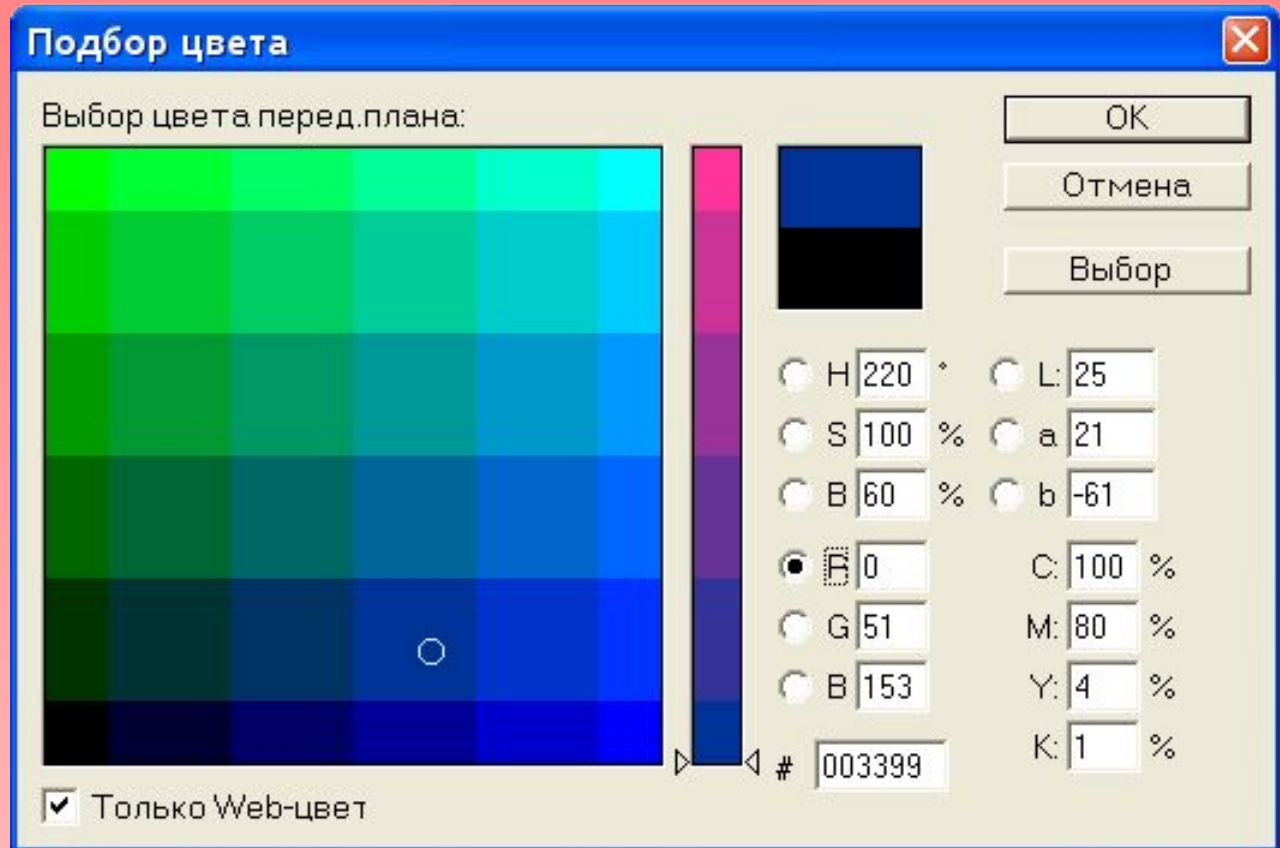 Подбор цвета
Выбор цвета перед.плана:
OK
Отмена
Выбор
H 220 ° L: 25
S 100 % a 21
B 60 % b -61
R 0 C: 100 %
G 51 M: 80 %
B 153 Y: 4 %
# 003399 K: 1 %
Только Web-цвет